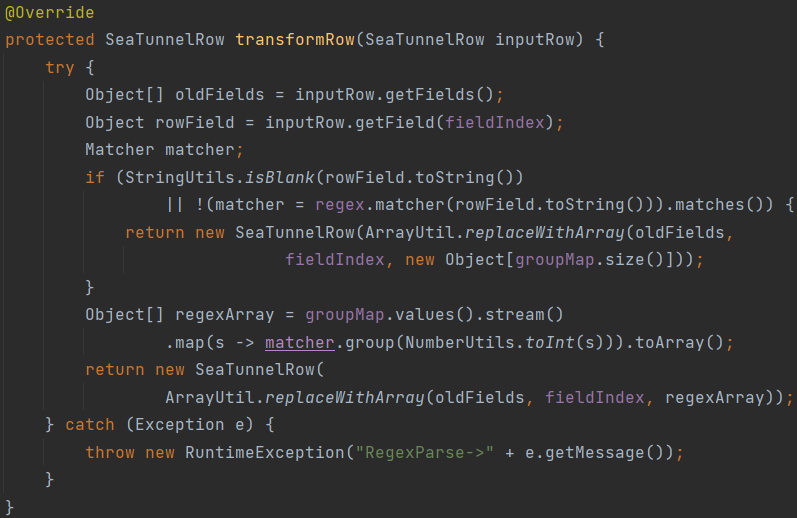 @Override
protected SeaTunnelRow transformRow(SeaTunnelRow inputRow) {
    try {
        Object[] oldFields = inputRow.getFields();
        Object rowField = inputRow.getField(fieldIndex);
        Matcher matcher;
        if (StringUtils.isBlank(rowField.toString())
                || !(matcher = regex.matcher(rowField.toString())).matches()) {
            return new SeaTunnelRow(ArrayUtil.replaceWithArray(oldFields,
                            fieldIndex, new Object[groupMap.size()]));
        }
        Object[] regexArray = groupMap.values().stream()
                .map(s -> matcher.group(NumberUtils.toInt(s))).toArray();
        return new SeaTunnelRow(
                ArrayUtil.replaceWithArray(oldFields, fieldIndex, regexArray));
    } catch (Exception e) {
        throw new RuntimeException("RegexParse->" + e.getMessage());
    }
}